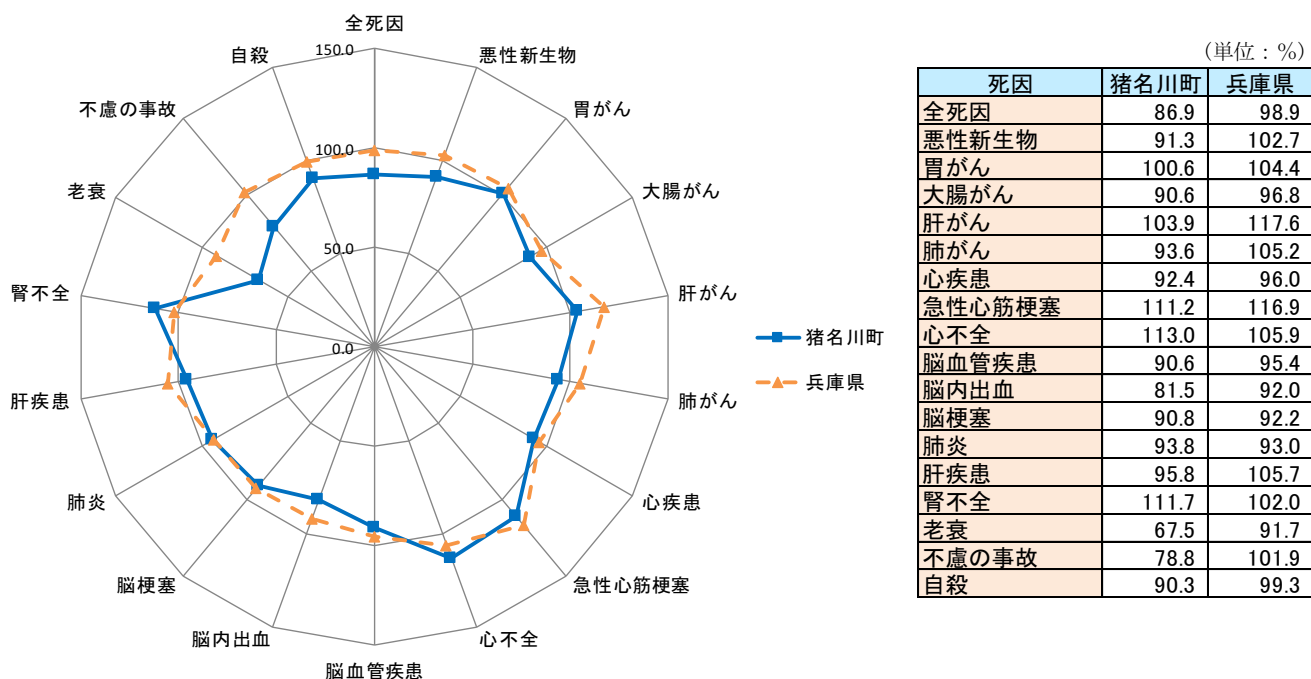 全死因
悪性新生物
胃がん
大腸がん
肝がん
肺がん
心疾患
急性心筋梗塞
心不全
脳血管疾患
脳内出血
脳梗塞
肺炎
肝疾患
腎不全
老衰
不慮の事故
自殺
150.0
100.0
50.0
0.0
猪名川町
兵庫県
(単位：%)
死因 猪名川町 兵庫県
全死因 86.9 98.9
悪性新生物 91.3 102.7
胃がん 100.6 104.4
大腸がん 90.6 96.8
肝がん 103.9 117.6
肺がん 93.6 105.2
心疾患 92.4 96.0
急性心筋梗塞 111.2 116.9
心不全 113.0 105.9
脳血管疾患 90.6 95.4
脳内出血 81.5 92.0
脳梗塞 90.8 92.2
肺炎 93.8 93.0
肝疾患 95.8 105.7
腎不全 111.7 102.0
老衰 67.5 91.7
不慮の事故 78.8 101.9
自殺 90.3 99.3